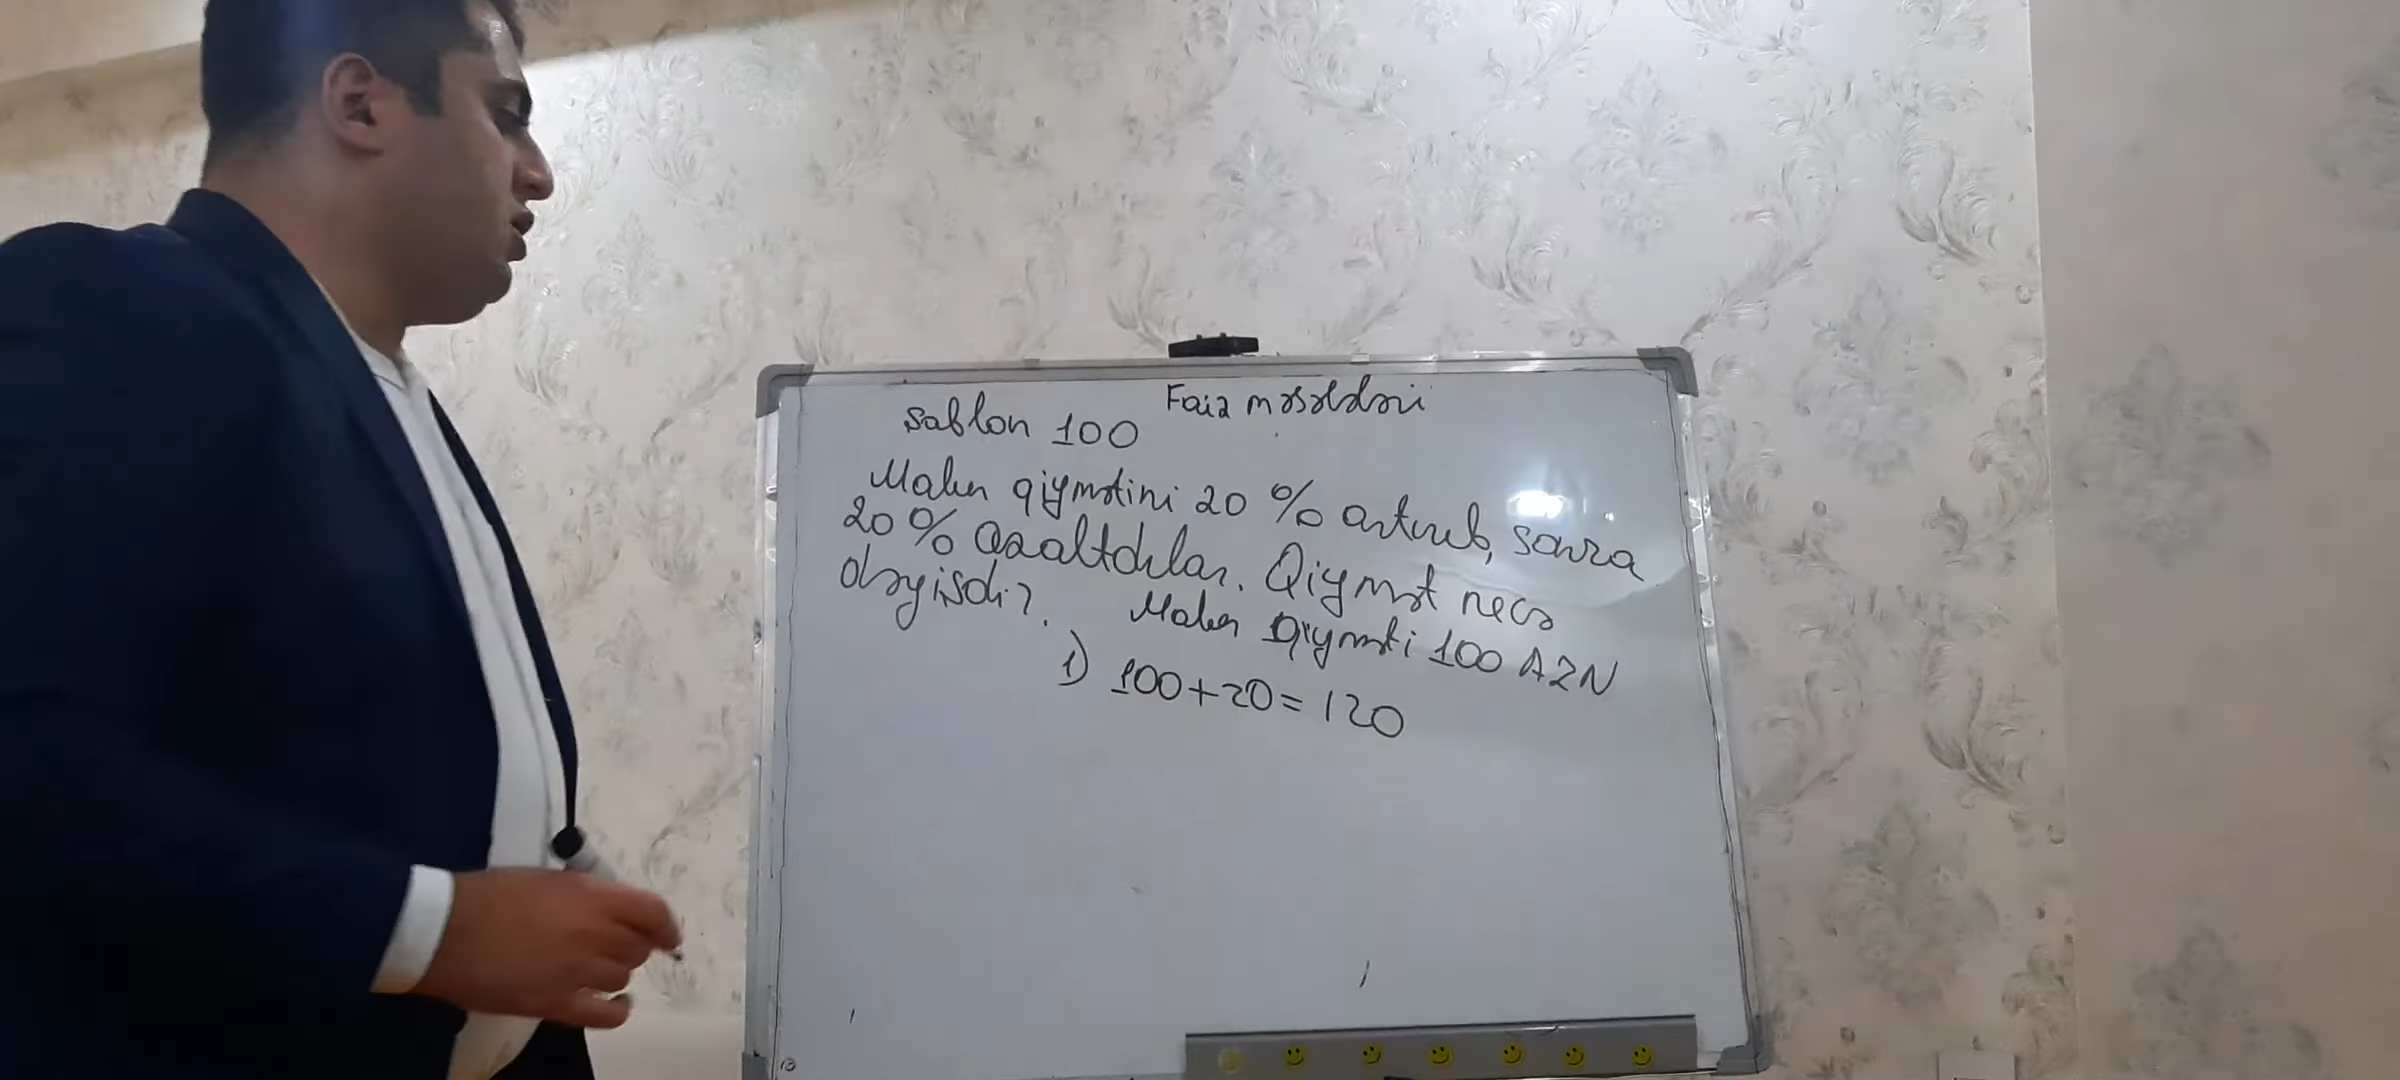 Faiz məsələləri
Şablon 100
Malın qiymətini 20 % artırıb, sonra
20 % azaltdılar. Qiymət necə
dəyişdi?.
Malın qiyməti 100 AZN
1) 100+20= 120